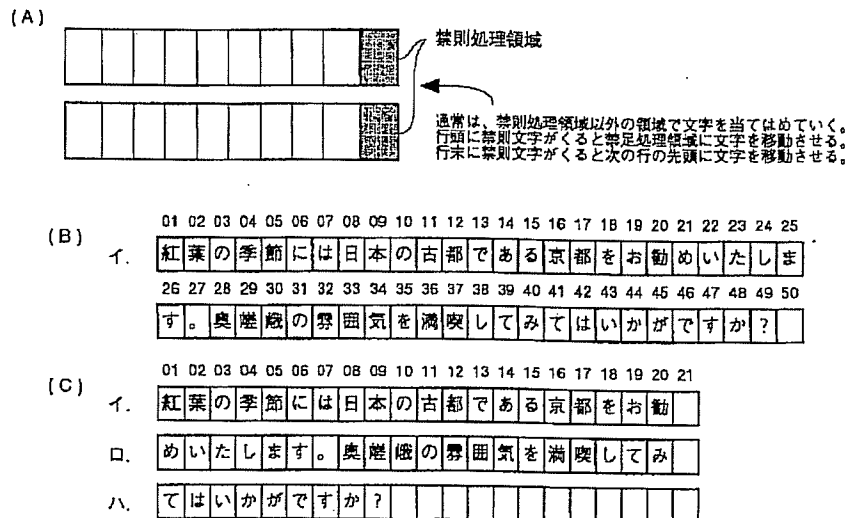 (A)
禁則処理領域
通常は、禁則処理領域以外の領域で文字を当てはめていく。
行頭に禁則文字がくると禁足処理領域に文字を移動させる。
行末に禁則文字がくると次の行の先頭に文字を移動させる。
01 02 03 04 05 06 07 08 09 10 11 12 13 14 15 16 17 18 19 20 21 22 23 24 25
(B) イ. 紅葉の季節には日本の古都である京都をお勧めいたしま
26 27 28 29 30 31 32 33 34 35 36 37 38 39 40 41 42 43 44 45 46 47 48 49 50
す。奥嵯峨の雰囲気を満喫してみてはいかがですか?
01 02 03 04 05 06 07 08 09 10 11 12 13 14 15 16 17 18 19 20 21
(C) イ. 紅葉の季節には日本の古都である京都をお勧
ロ. めいたします。奥嵯峨の雰囲気を満喫してみ
ハ. てはいかがですか?